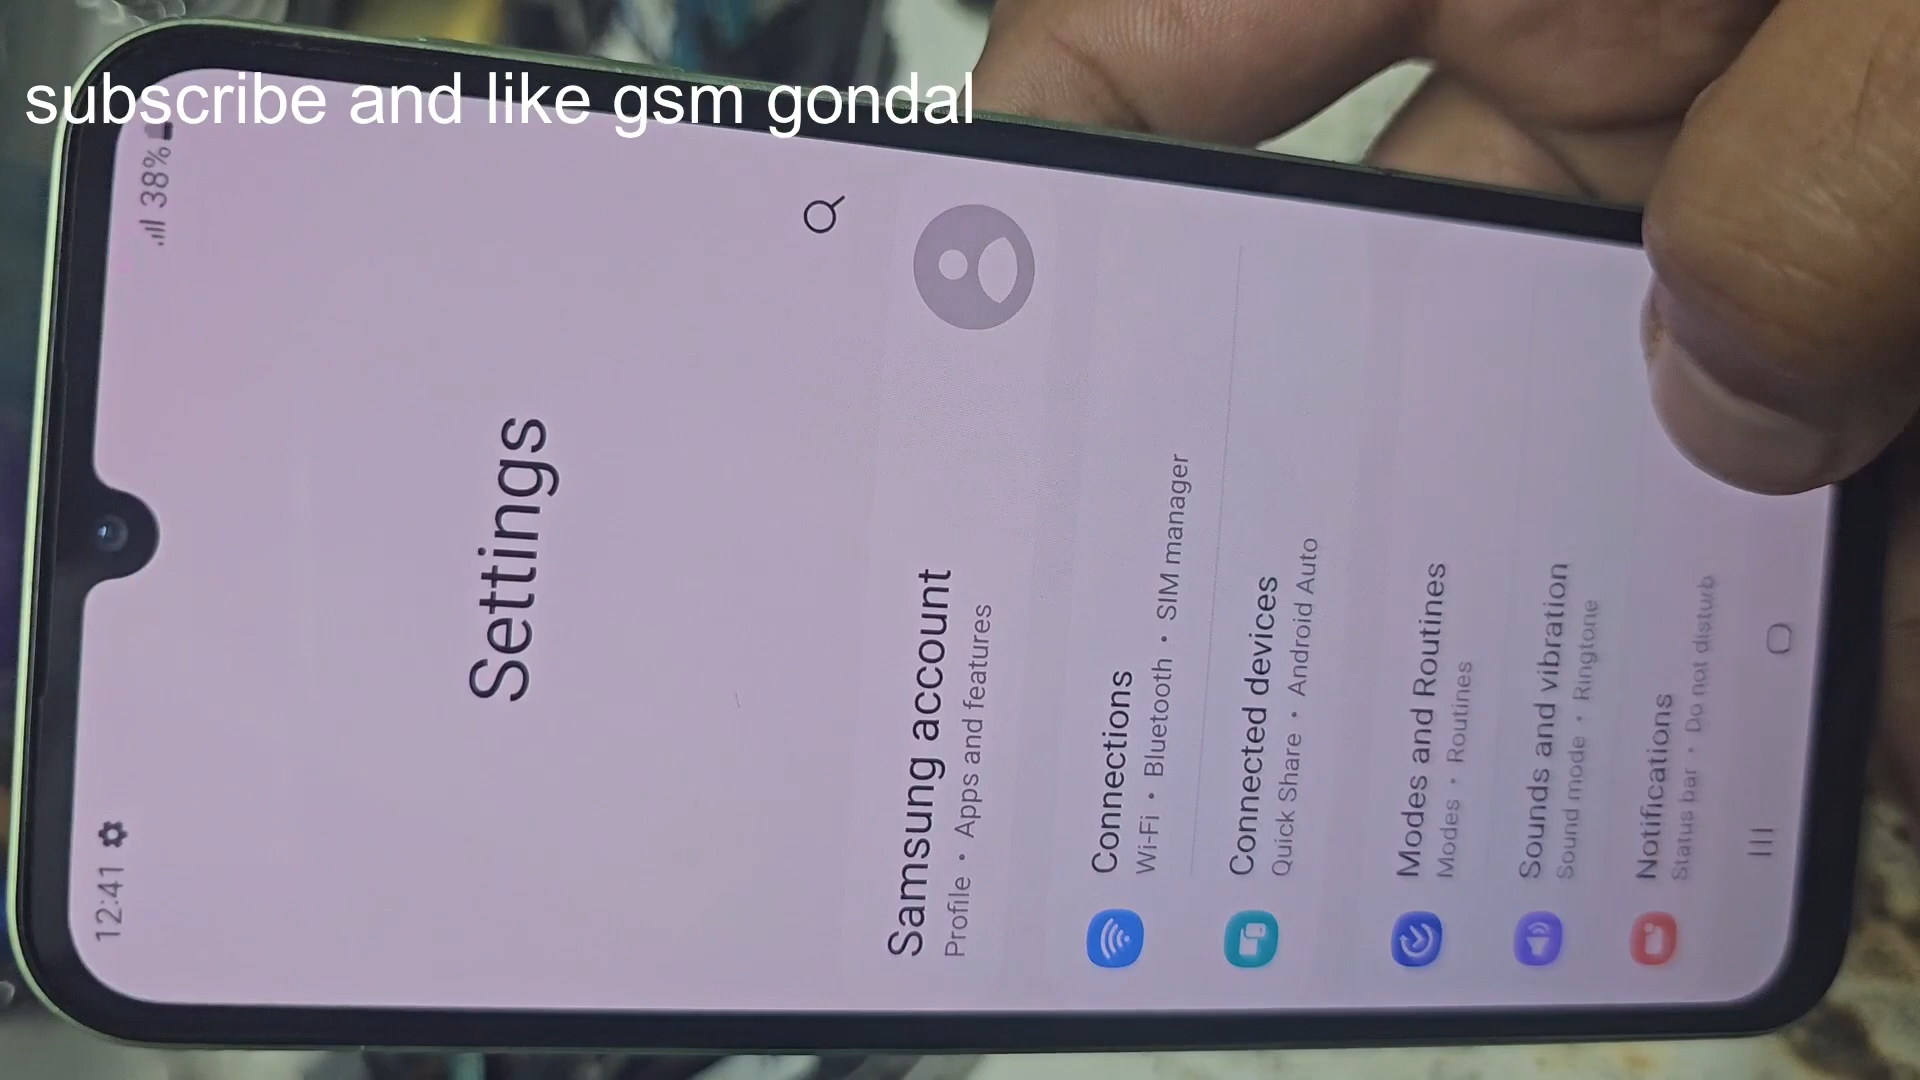 subscribe and like gsm gondal
12:41 38%
Settings
Samsung account
Profile • Apps and features
Connections
Wi-Fi • Bluetooth • SIM manager
Connected devices
Quick Share • Android Auto
Modes and Routines
Modes • Routines
Sounds and vibration
Sound mode • Ringtone
Notifications
Status bar • Do not disturb